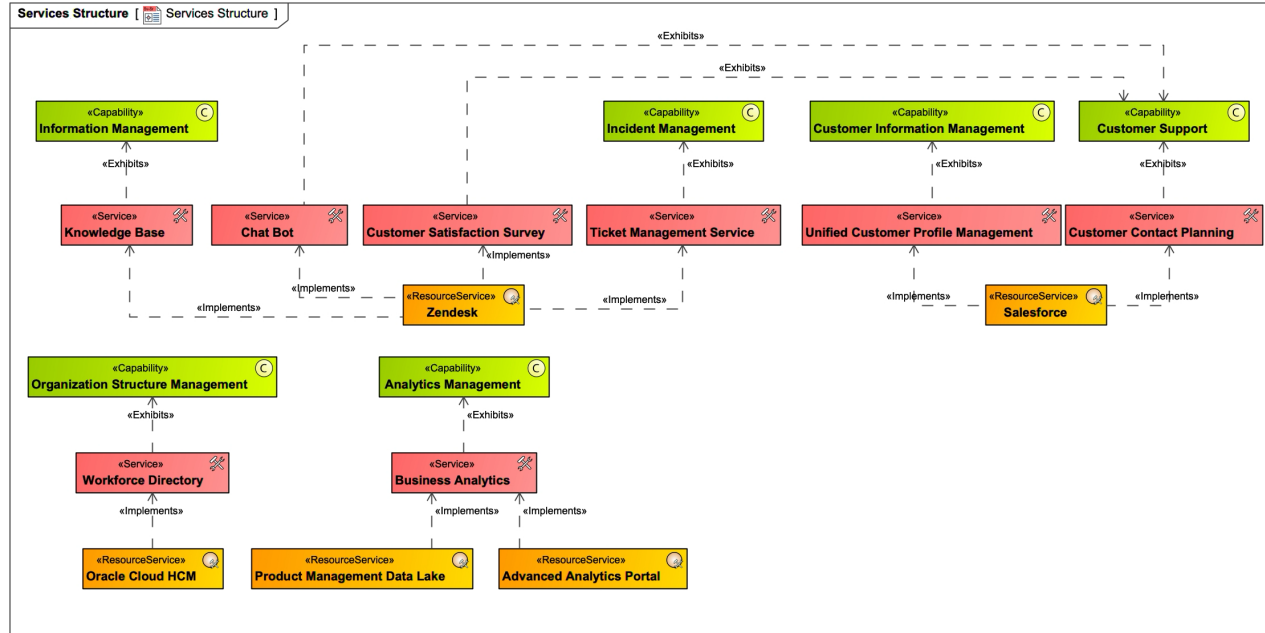 Services Structure [ Services Structure ]
«Exhibits»
«Exhibits»
«Capability» C
Information Management
«Capability» C
Incident Management
«Capability» C
Customer Information Management
«Capability» C
Customer Support
«Exhibits»
«Exhibits»
«Exhibits»
«Exhibits»
«Service»
Knowledge Base
«Service»
Chat Bot
«Service»
Customer Satisfaction Survey
«Service»
Ticket Management Service
«Service»
Unified Customer Profile Management
«Service»
Customer Contact Planning
«Implements»
«Implements»
«Implements»
«Implements»
«Implements»
«Implements»
«ResourceService»
Zendesk
«ResourceService»
Salesforce
«Capability» C
Organization Structure Management
«Capability» C
Analytics Management
«Exhibits»
«Exhibits»
«Service»
Workforce Directory
«Service»
Business Analytics
«Implements»
«Implements»
«Implements»
«ResourceService»
Oracle Cloud HCM
«ResourceService»
Product Management Data Lake
«ResourceService»
Advanced Analytics Portal